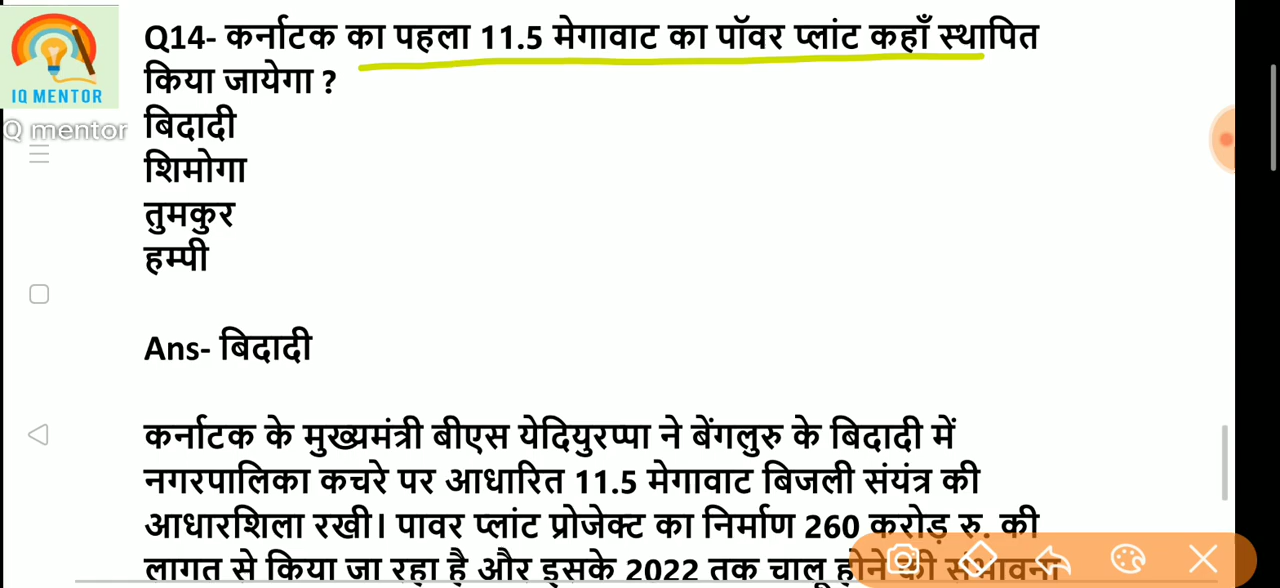 IQ MENTOR
Q mentor
Q14- कर्नाटक का पहला 11.5 मेगावाट का पॉवर प्लांट कहाँ स्थापित
किया जायेगा ?
बिदादी
शिमोगा
तुमकुर
हम्पी
Ans- बिदादी
कर्नाटक के मुख्यमंत्री बीएस येदियुरप्पा ने बेंगलुरु के बिदादी में
नगरपालिका कचरे पर आधारित 11.5 मेगावाट बिजली संयंत्र की
आधारशिला रखी। पावर प्लांट प्रोजेक्ट का निर्माण 260 करोड़ रु. की
लागत से किया जा रहा है और इसके 2022 तक चालू होने की संभावना